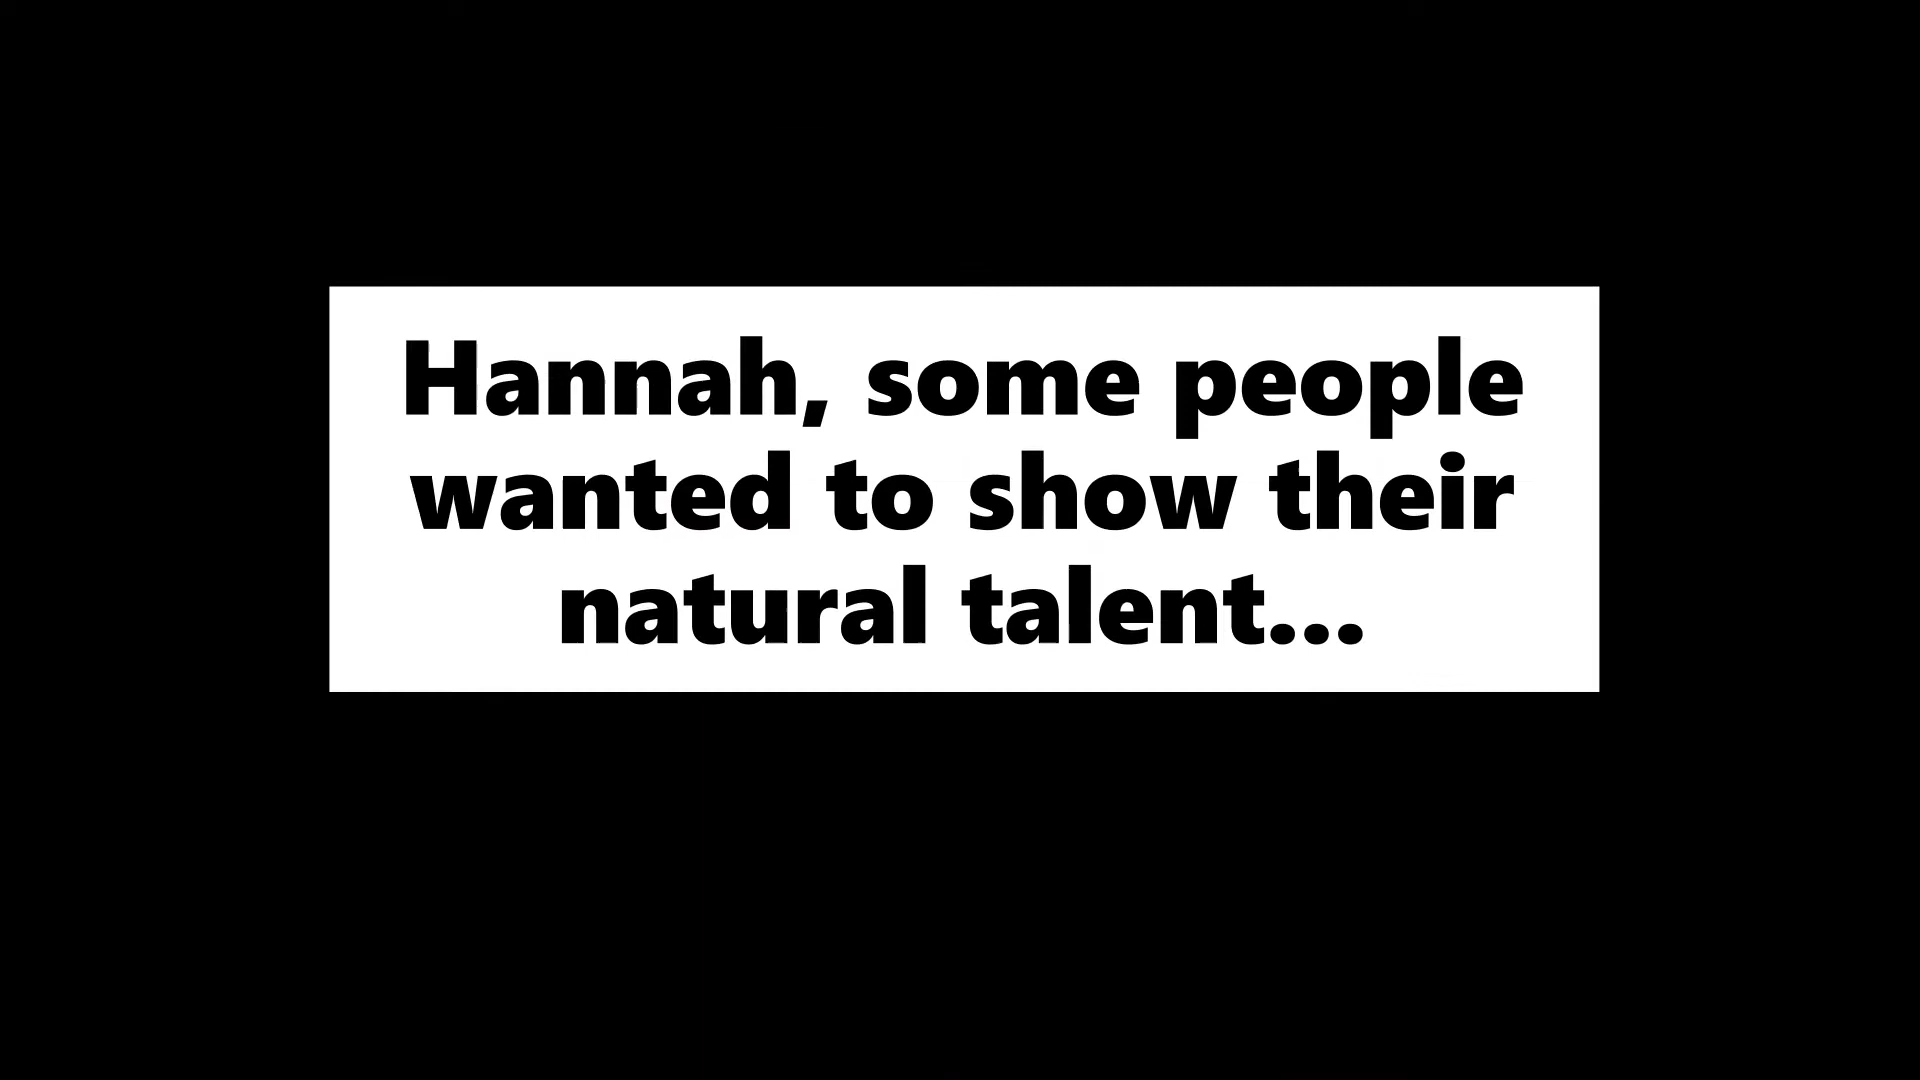 Hannah, some people
wanted to show their
natural talent...